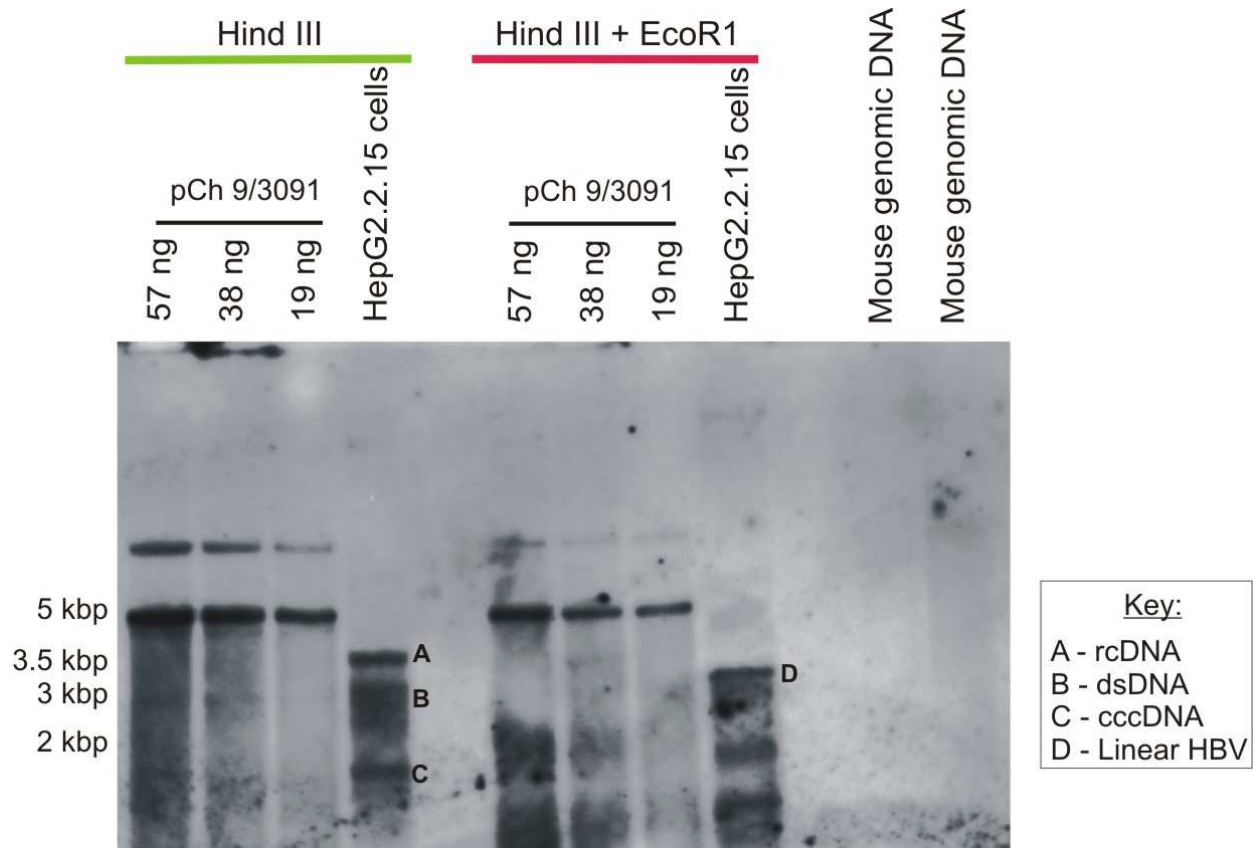 Hind III
Hind III + EcoR1
pCh 9/3091
57 ng
38 ng
19 ng
HepG2.2.15 cells
pCh 9/3091
57 ng
38 ng
19 ng
HepG2.2.15 cells
Mouse genomic DNA
Mouse genomic DNA
5 kbp
3.5 kbp
3 kbp
2 kbp
A
B
C
D
Key:
A - rcDNA
B - dsDNA
C - cccDNA
D - Linear HBV